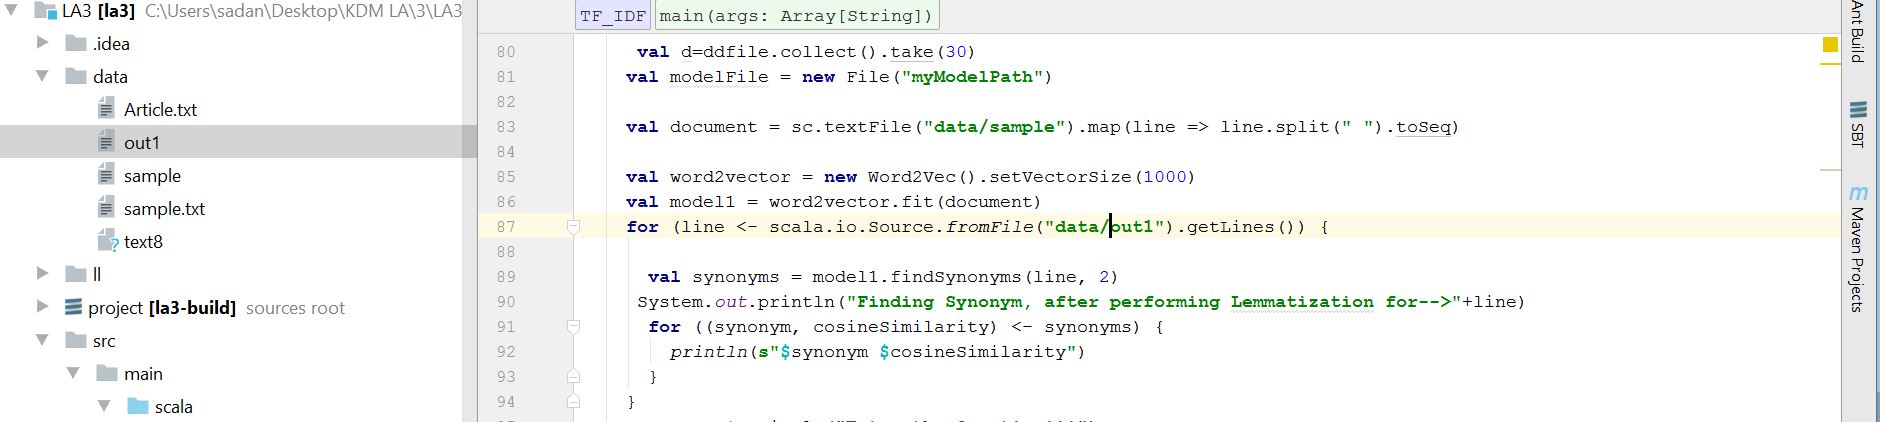 LA3 [la3] C:\Users\sadan\Desktop\KDM LA\3\LA3
.idea
data
Article.txt
out1
sample
sample.txt
text8
ll
project [la3-build] sources root
src
main
scala
TF_IDF main(args: Array[String])
80 val d=ddfile.collect().take(30)
81 val modelFile = new File("myModelPath")
82
83 val document = sc.textFile("data/sample").map(line => line.split(" ").toSeq)
84
85 val word2vector = new Word2Vec().setVectorSize(1000)
86 val model1 = word2vector.fit(document)
87 for (line <- scala.io.Source.fromFile("data/out1").getLines()) {
88
89 val synonyms = model1.findSynonyms(line, 2)
90 System.out.println("Finding Synonym, after performing Lemmatization for-->"+line)
91 for ((synonym, cosineSimilarity) <- synonyms) {
92 println(s"$synonym $cosineSimilarity")
93 }
94 }
Ant Build
SBT
Maven Projects